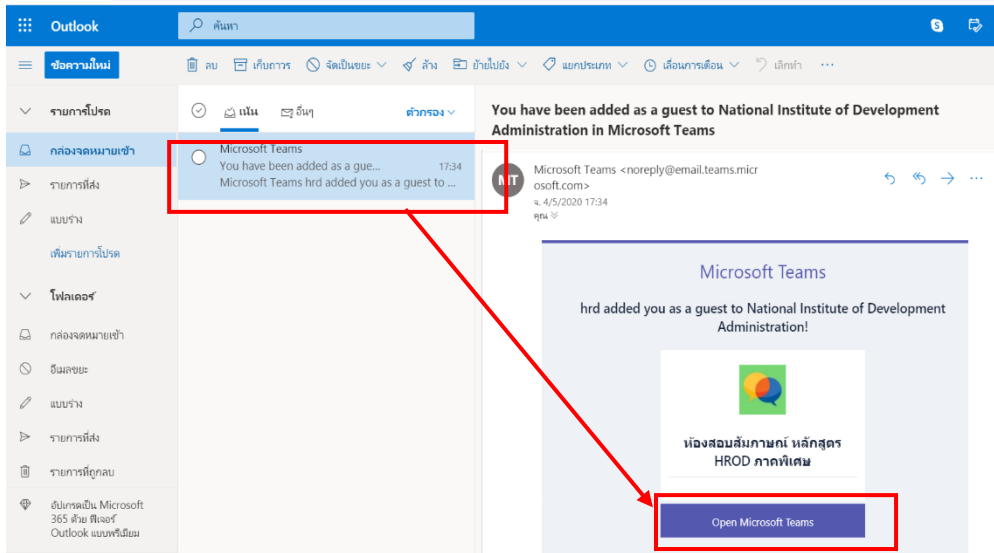 Outlook
ค้นหา
ข้อความใหม่
ลบ
เก็บถาวร
จัดเป็นขยะ
ล้าง
ย้ายไปยัง
แยกประเภท
เลื่อนการเตือน
เลิกทำ
รายการโปรด
กล่องจดหมายเข้า
รายการที่ส่ง
แบบร่าง
เพิ่มรายการโปรด
โฟลเดอร์
กล่องจดหมายเข้า
อีเมลขยะ
แบบร่าง
รายการที่ส่ง
รายการที่ถูกลบ
อัปเกรดเป็น Microsoft
365 ด้วย ฟีเจอร์
Outlook แบบพรีเมียม
เน้น
อื่นๆ
ตัวกรอง
Microsoft Teams
You have been added as a gue... 17:34
Microsoft Teams hrd added you as a guest to ...
You have been added as a guest to National Institute of Development
Administration in Microsoft Teams
MT
Microsoft Teams <noreply@email.teams.micr
osoft.com>
จ. 4/5/2020 17:34
คุณ
Microsoft Teams
hrd added you as a guest to National Institute of Development
Administration!
ห้องสอบสัมภาษณ์ หลักสูตร
HROD ภาคพิเศษ
Open Microsoft Teams